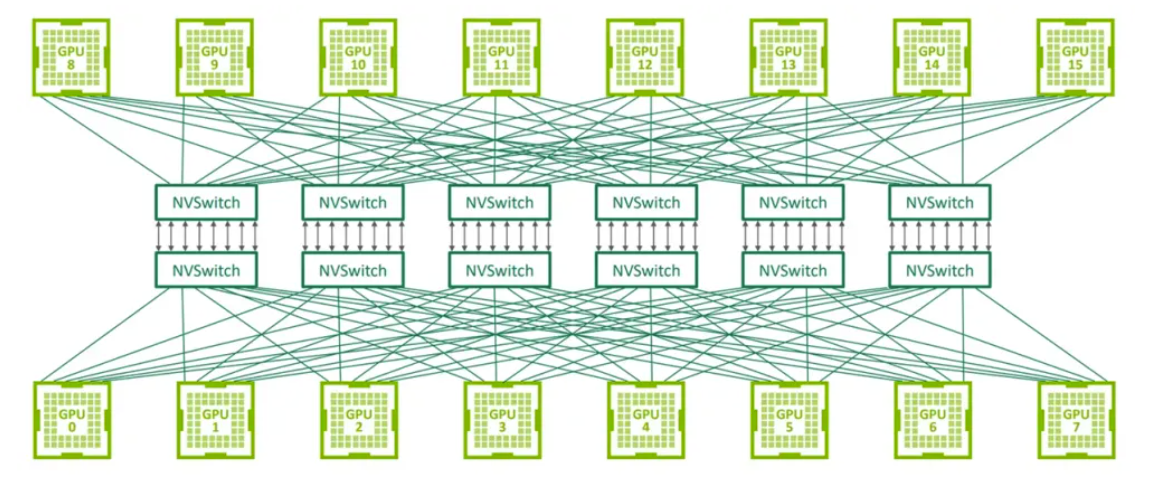 GPU
8
GPU
9
GPU
10
GPU
11
GPU
12
GPU
13
GPU
14
GPU
15
NVSwitch NVSwitch NVSwitch NVSwitch NVSwitch NVSwitch
NVSwitch NVSwitch NVSwitch NVSwitch NVSwitch NVSwitch
GPU
0
GPU
1
GPU
2
GPU
3
GPU
4
GPU
5
GPU
6
GPU
7